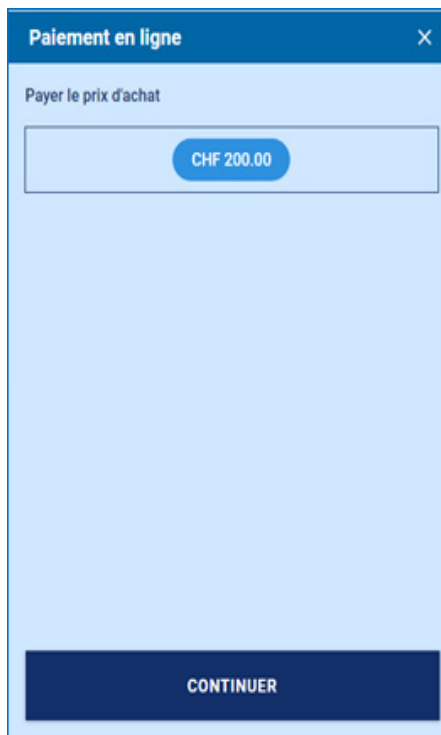 Paiement en ligne
Payer le prix d'achat
CHF 200.00
CONTINUER